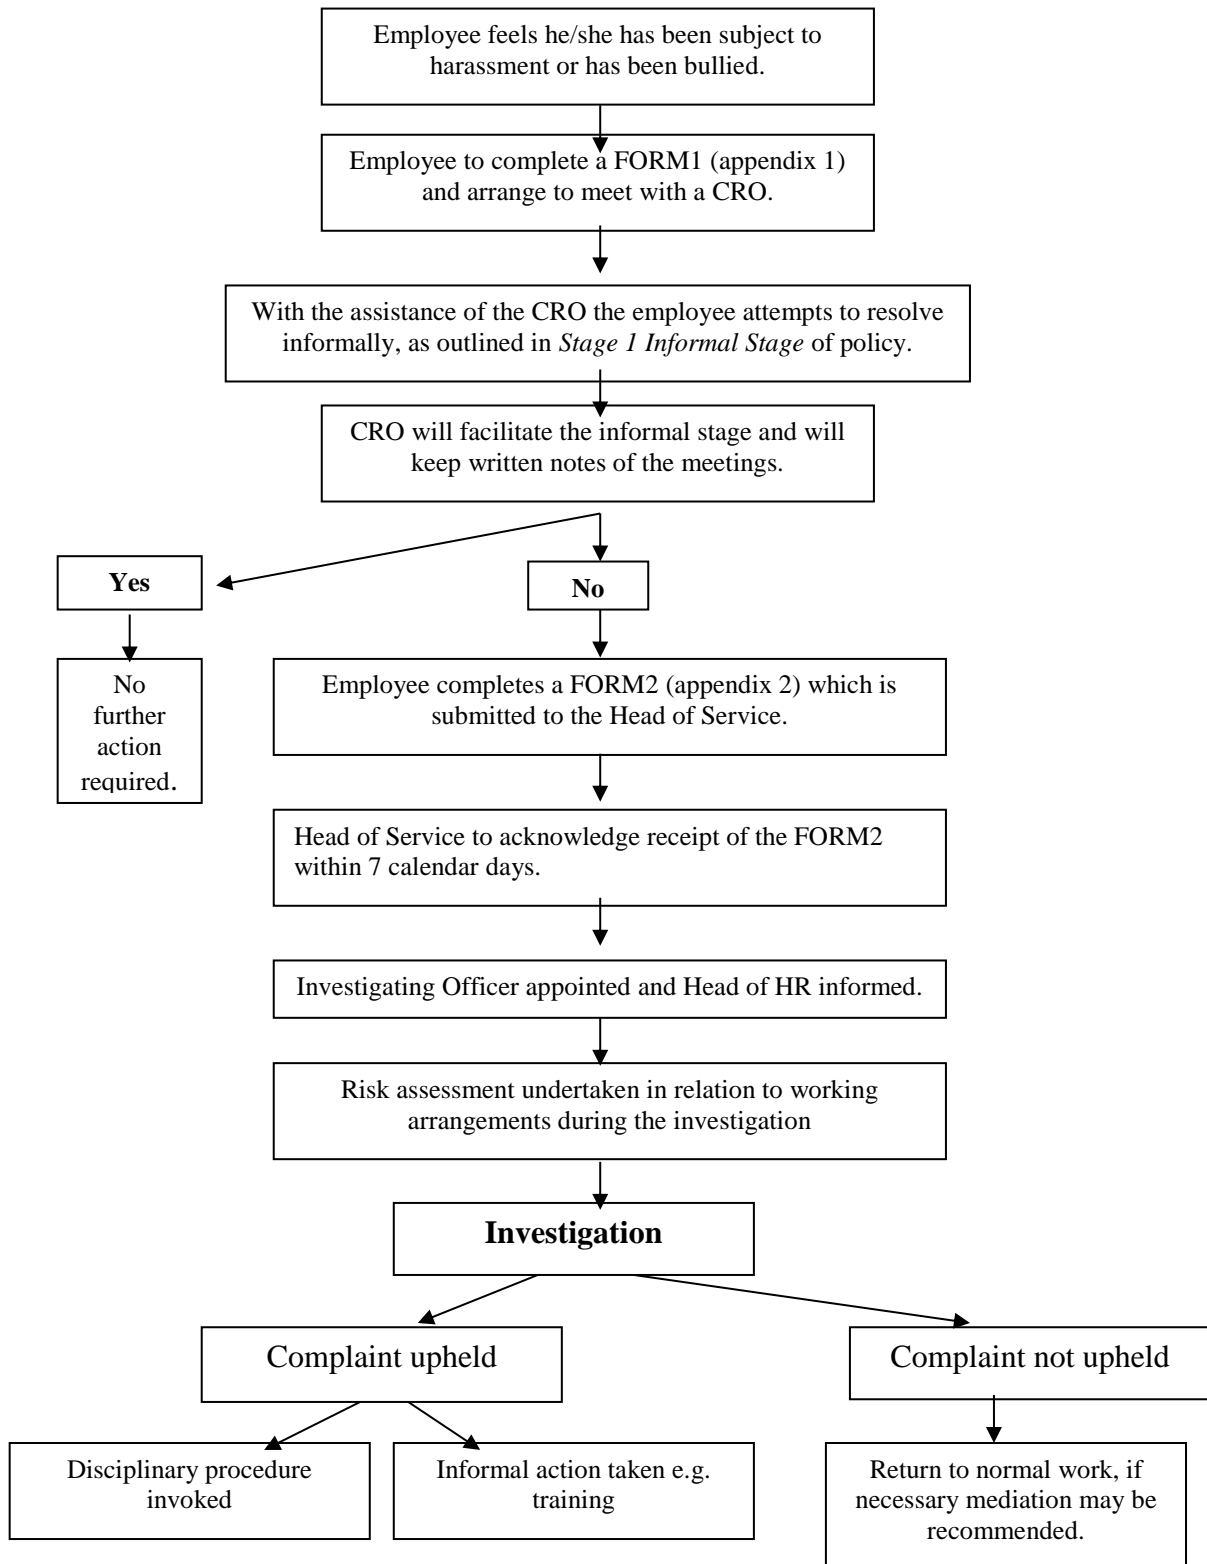 Employee feels he/she has been subject to
harassment or has been bullied.
Employee to complete a FORM1 (appendix 1)
and arrange to meet with a CRO.
With the assistance of the CRO the employee attempts to resolve
informally, as outlined in Stage 1 Informal Stage of policy.
CRO will facilitate the informal stage and will
keep written notes of the meetings.
Yes
No
No
further
action
required.
Employee completes a FORM2 (appendix 2) which is
submitted to the Head of Service.
Head of Service to acknowledge receipt of the FORM2
within 7 calendar days.
Investigating Officer appointed and Head of HR informed.
Risk assessment undertaken in relation to working
arrangements during the investigation
Investigation
Complaint upheld
Complaint not upheld
Disciplinary procedure
invoked
Informal action taken e.g.
training
Return to normal work, if
necessary mediation may be
recommended.